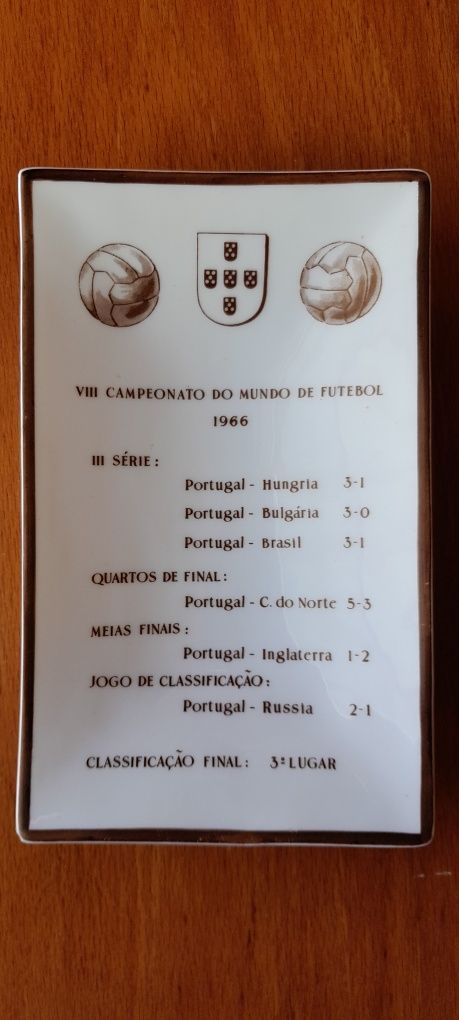 VIII CAMPEONATO DO MUNDO DE FUTEBOL
1966
III SÉRIE:
Portugal - Hungria 3-1
Portugal - Bulgária 3-0
Portugal - Brasil 3-1
QUARTOS DE FINAL:
Portugal - C. do Norte 5-3
MEIAS FINAIS:
Portugal - Inglaterra 1-2
JOGO DE CLASSIFICAÇÃO:
Portugal - Russia 2-1
CLASSIFICAÇÃO FINAL: 3º LUGAR